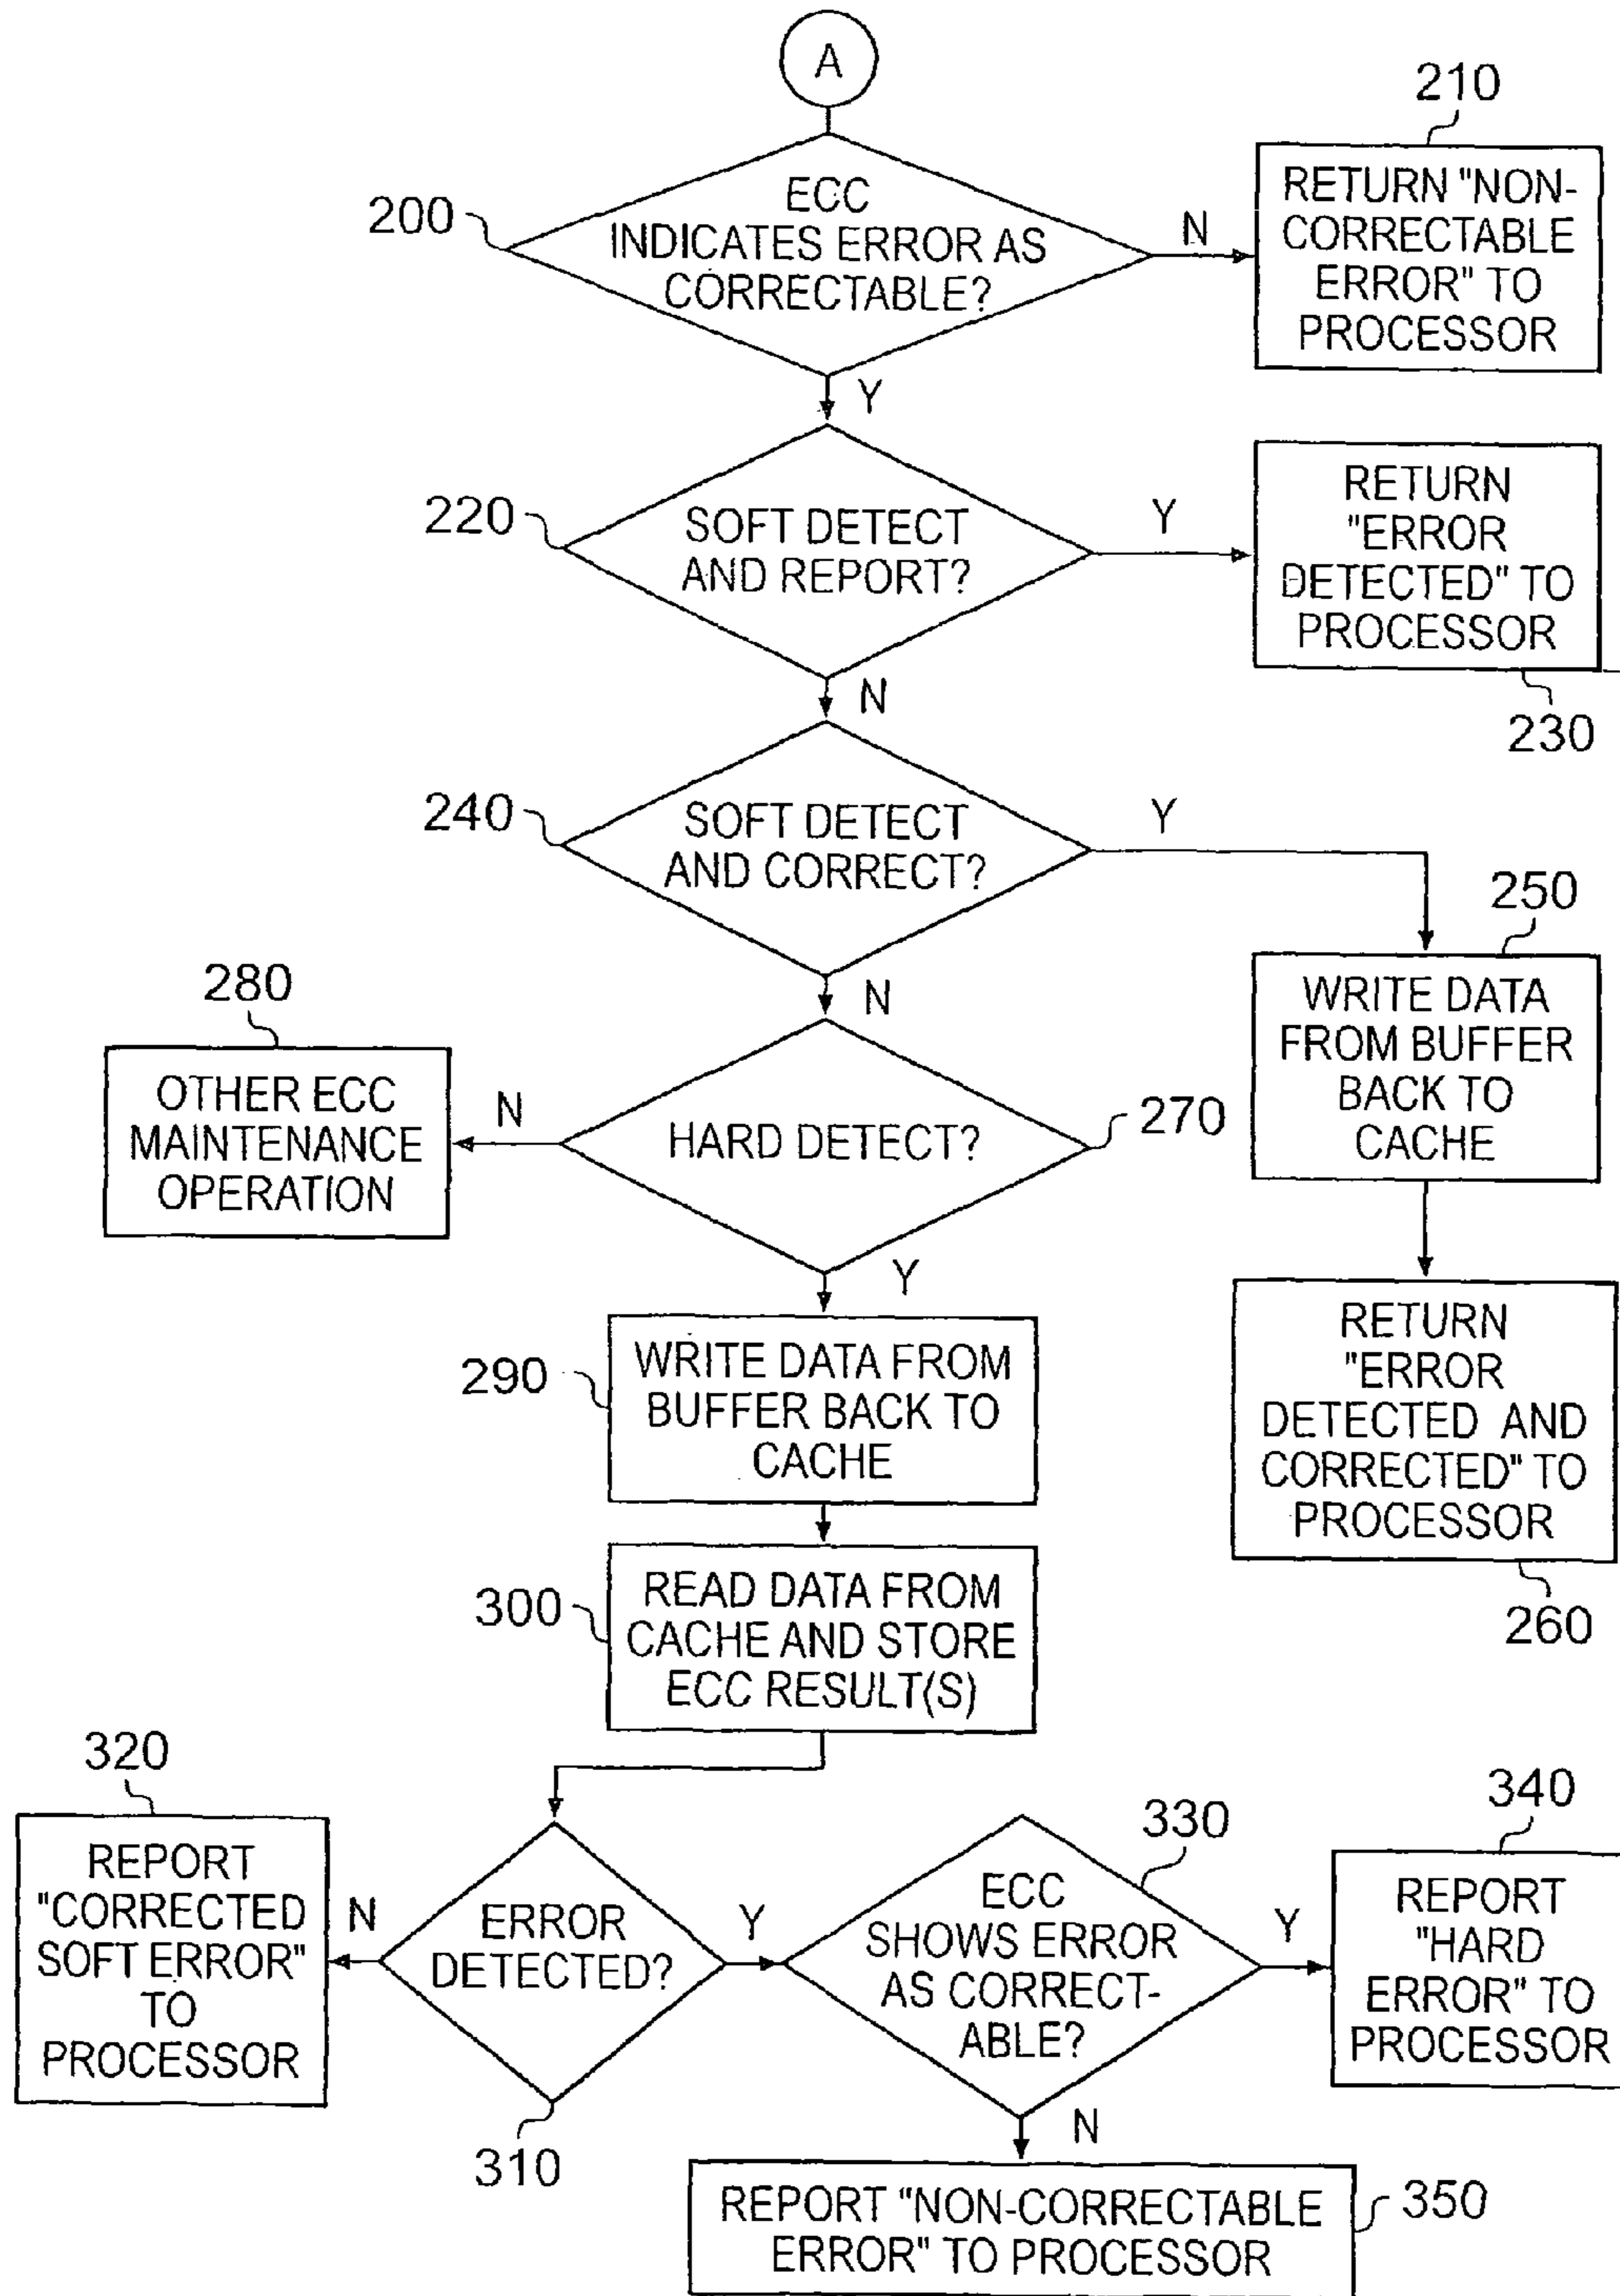 A
210
ECC
INDICATES ERROR AS
CORRECTABLE?
200
N
RETURN "NON-
CORRECTABLE
ERROR" TO
PROCESSOR
Y
220
SOFT DETECT
AND REPORT?
Y
RETURN
"ERROR
DETECTED" TO
PROCESSOR
230
N
240
SOFT DETECT
AND CORRECT?
Y
250
WRITE DATA
FROM BUFFER
BACK TO
CACHE
N
280
OTHER ECC
MAINTENANCE
OPERATION
N
HARD DETECT?
270
Y
RETURN
"ERROR
DETECTED AND
CORRECTED" TO
PROCESSOR
260
290
WRITE DATA FROM
BUFFER BACK TO
CACHE
300
READ DATA FROM
CACHE AND STORE
ECC RESULT(S)
320
REPORT
"CORRECTED
SOFT ERROR"
TO
PROCESSOR
N
ERROR
DETECTED?
310
Y
330
ECC
SHOWS ERROR
AS CORRECT-
ABLE?
Y
340
REPORT
"HARD
ERROR" TO
PROCESSOR
N
REPORT "NON-CORRECTABLE
ERROR" TO PROCESSOR
350